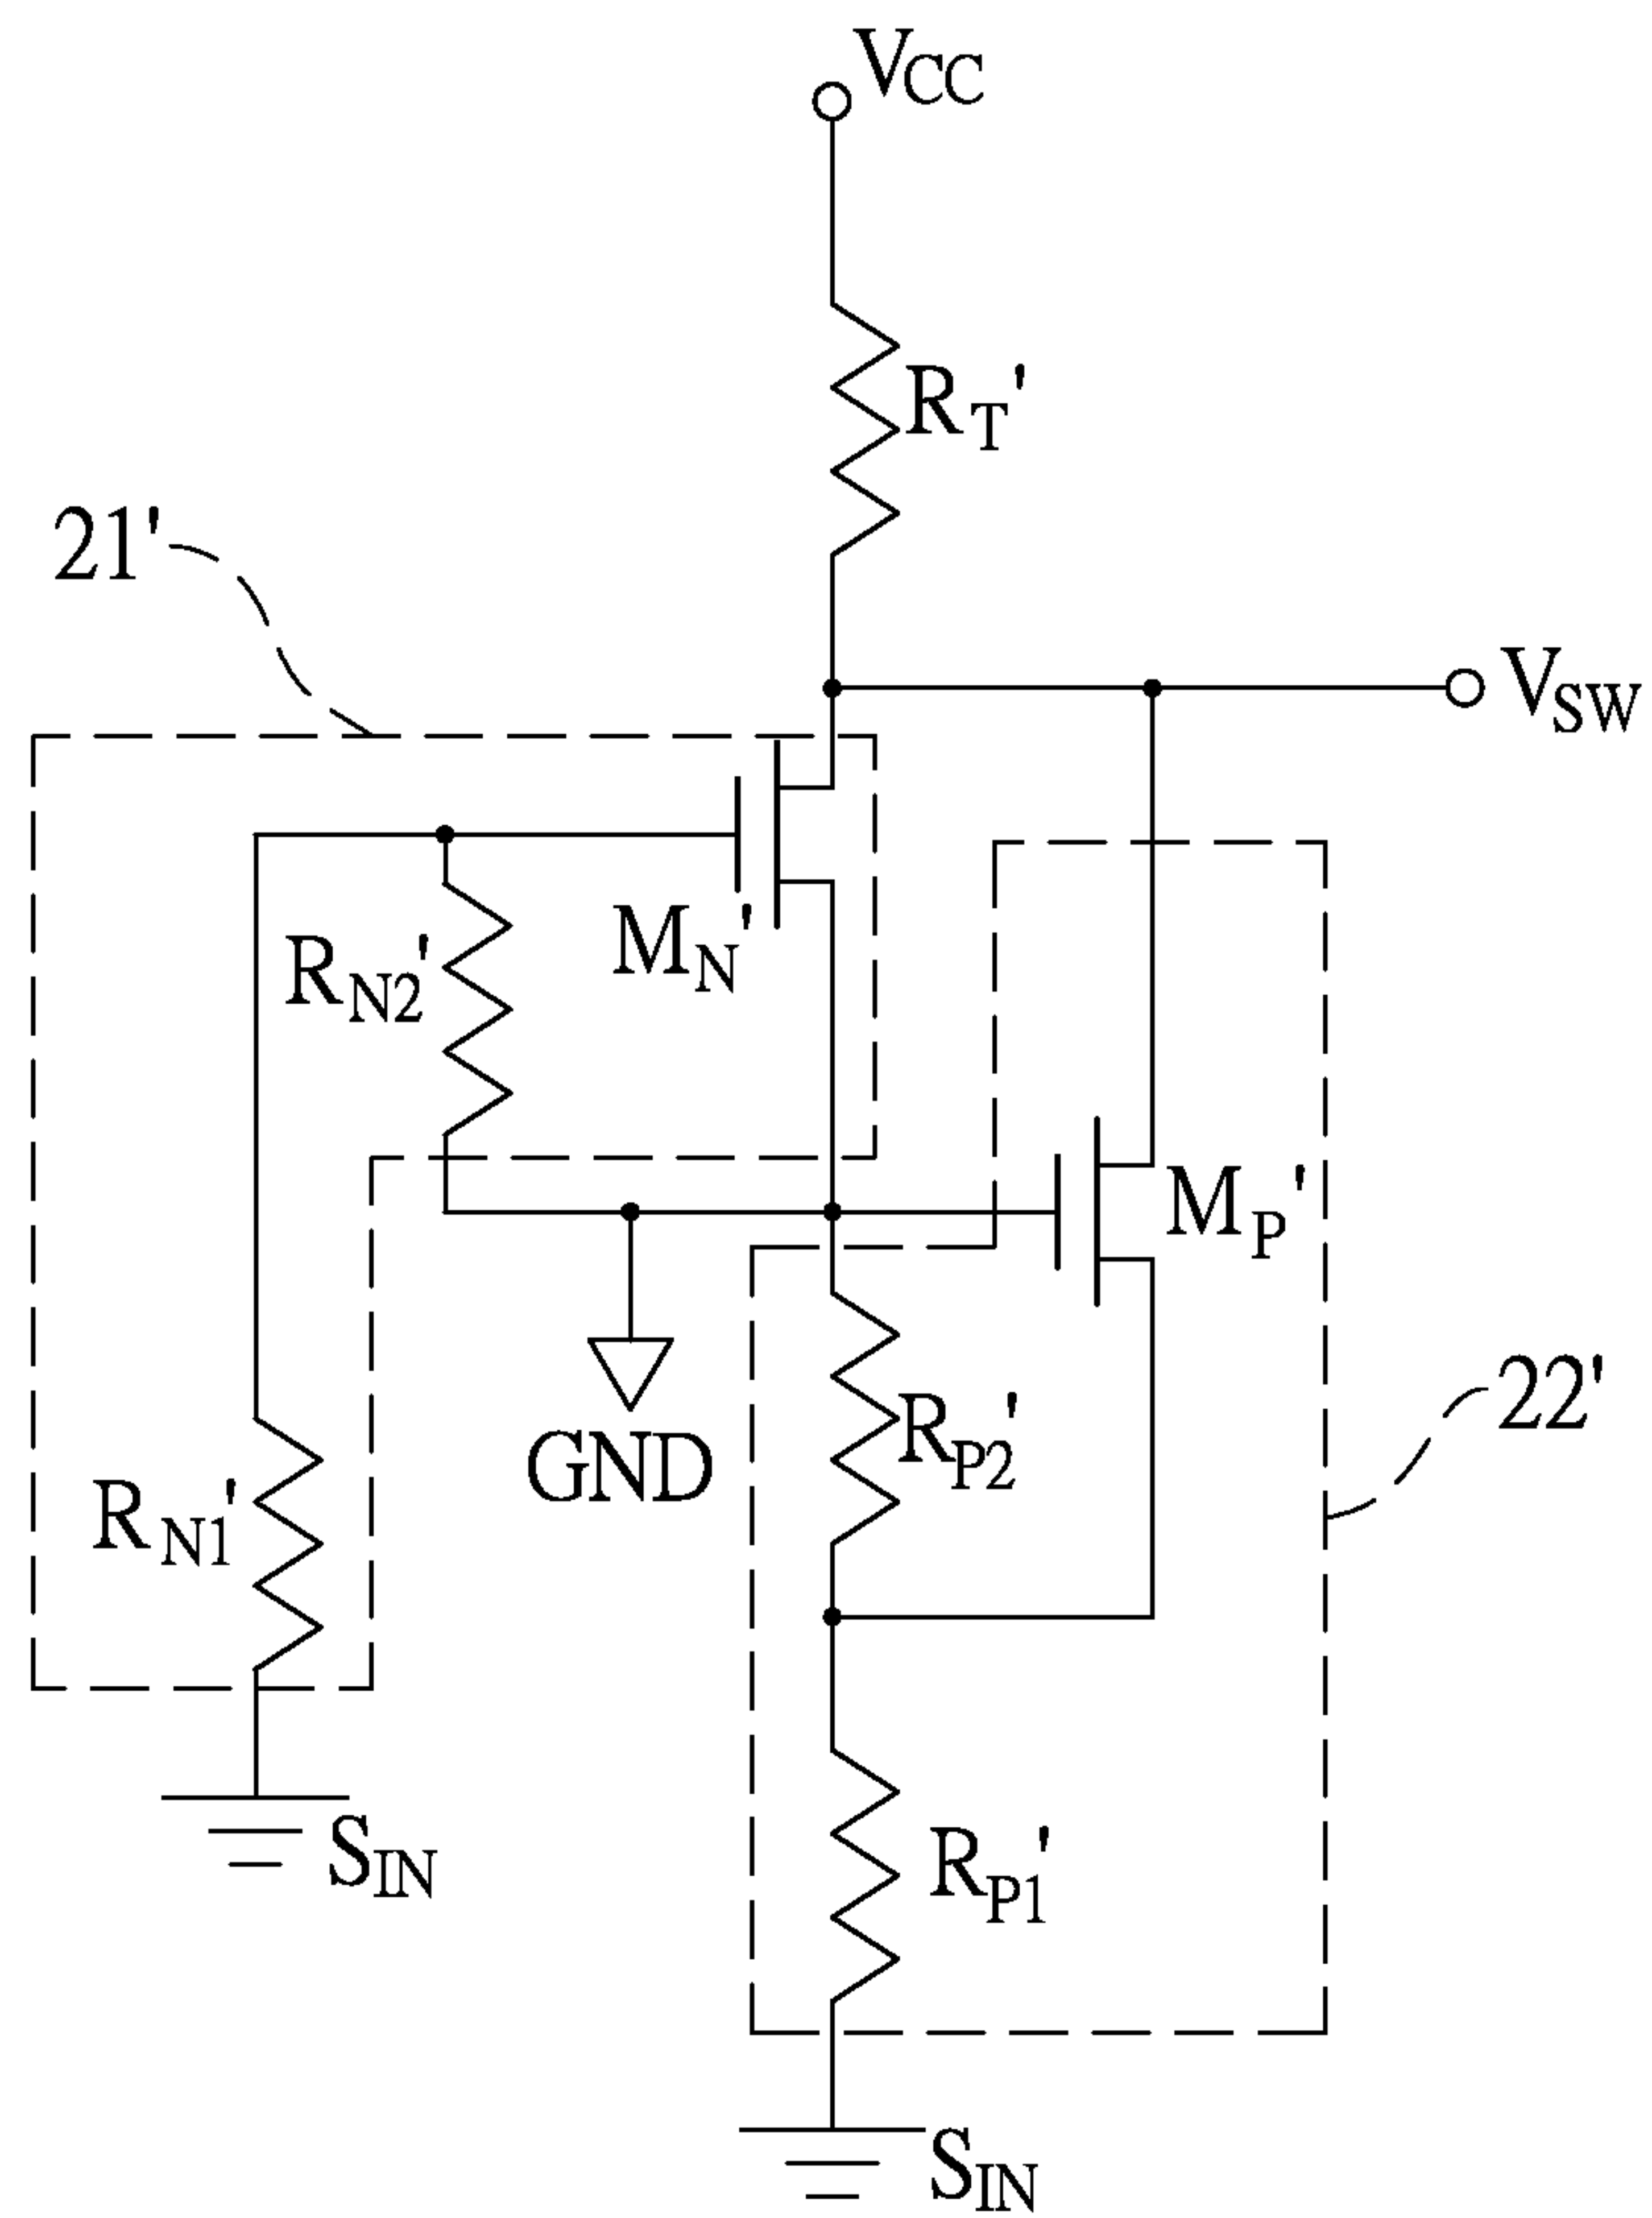 VCC
RT'
21'
VSW
RN2'
MN'
MP'
22'
RP2'
GND
RN1'
RP1'
SIN
SIN